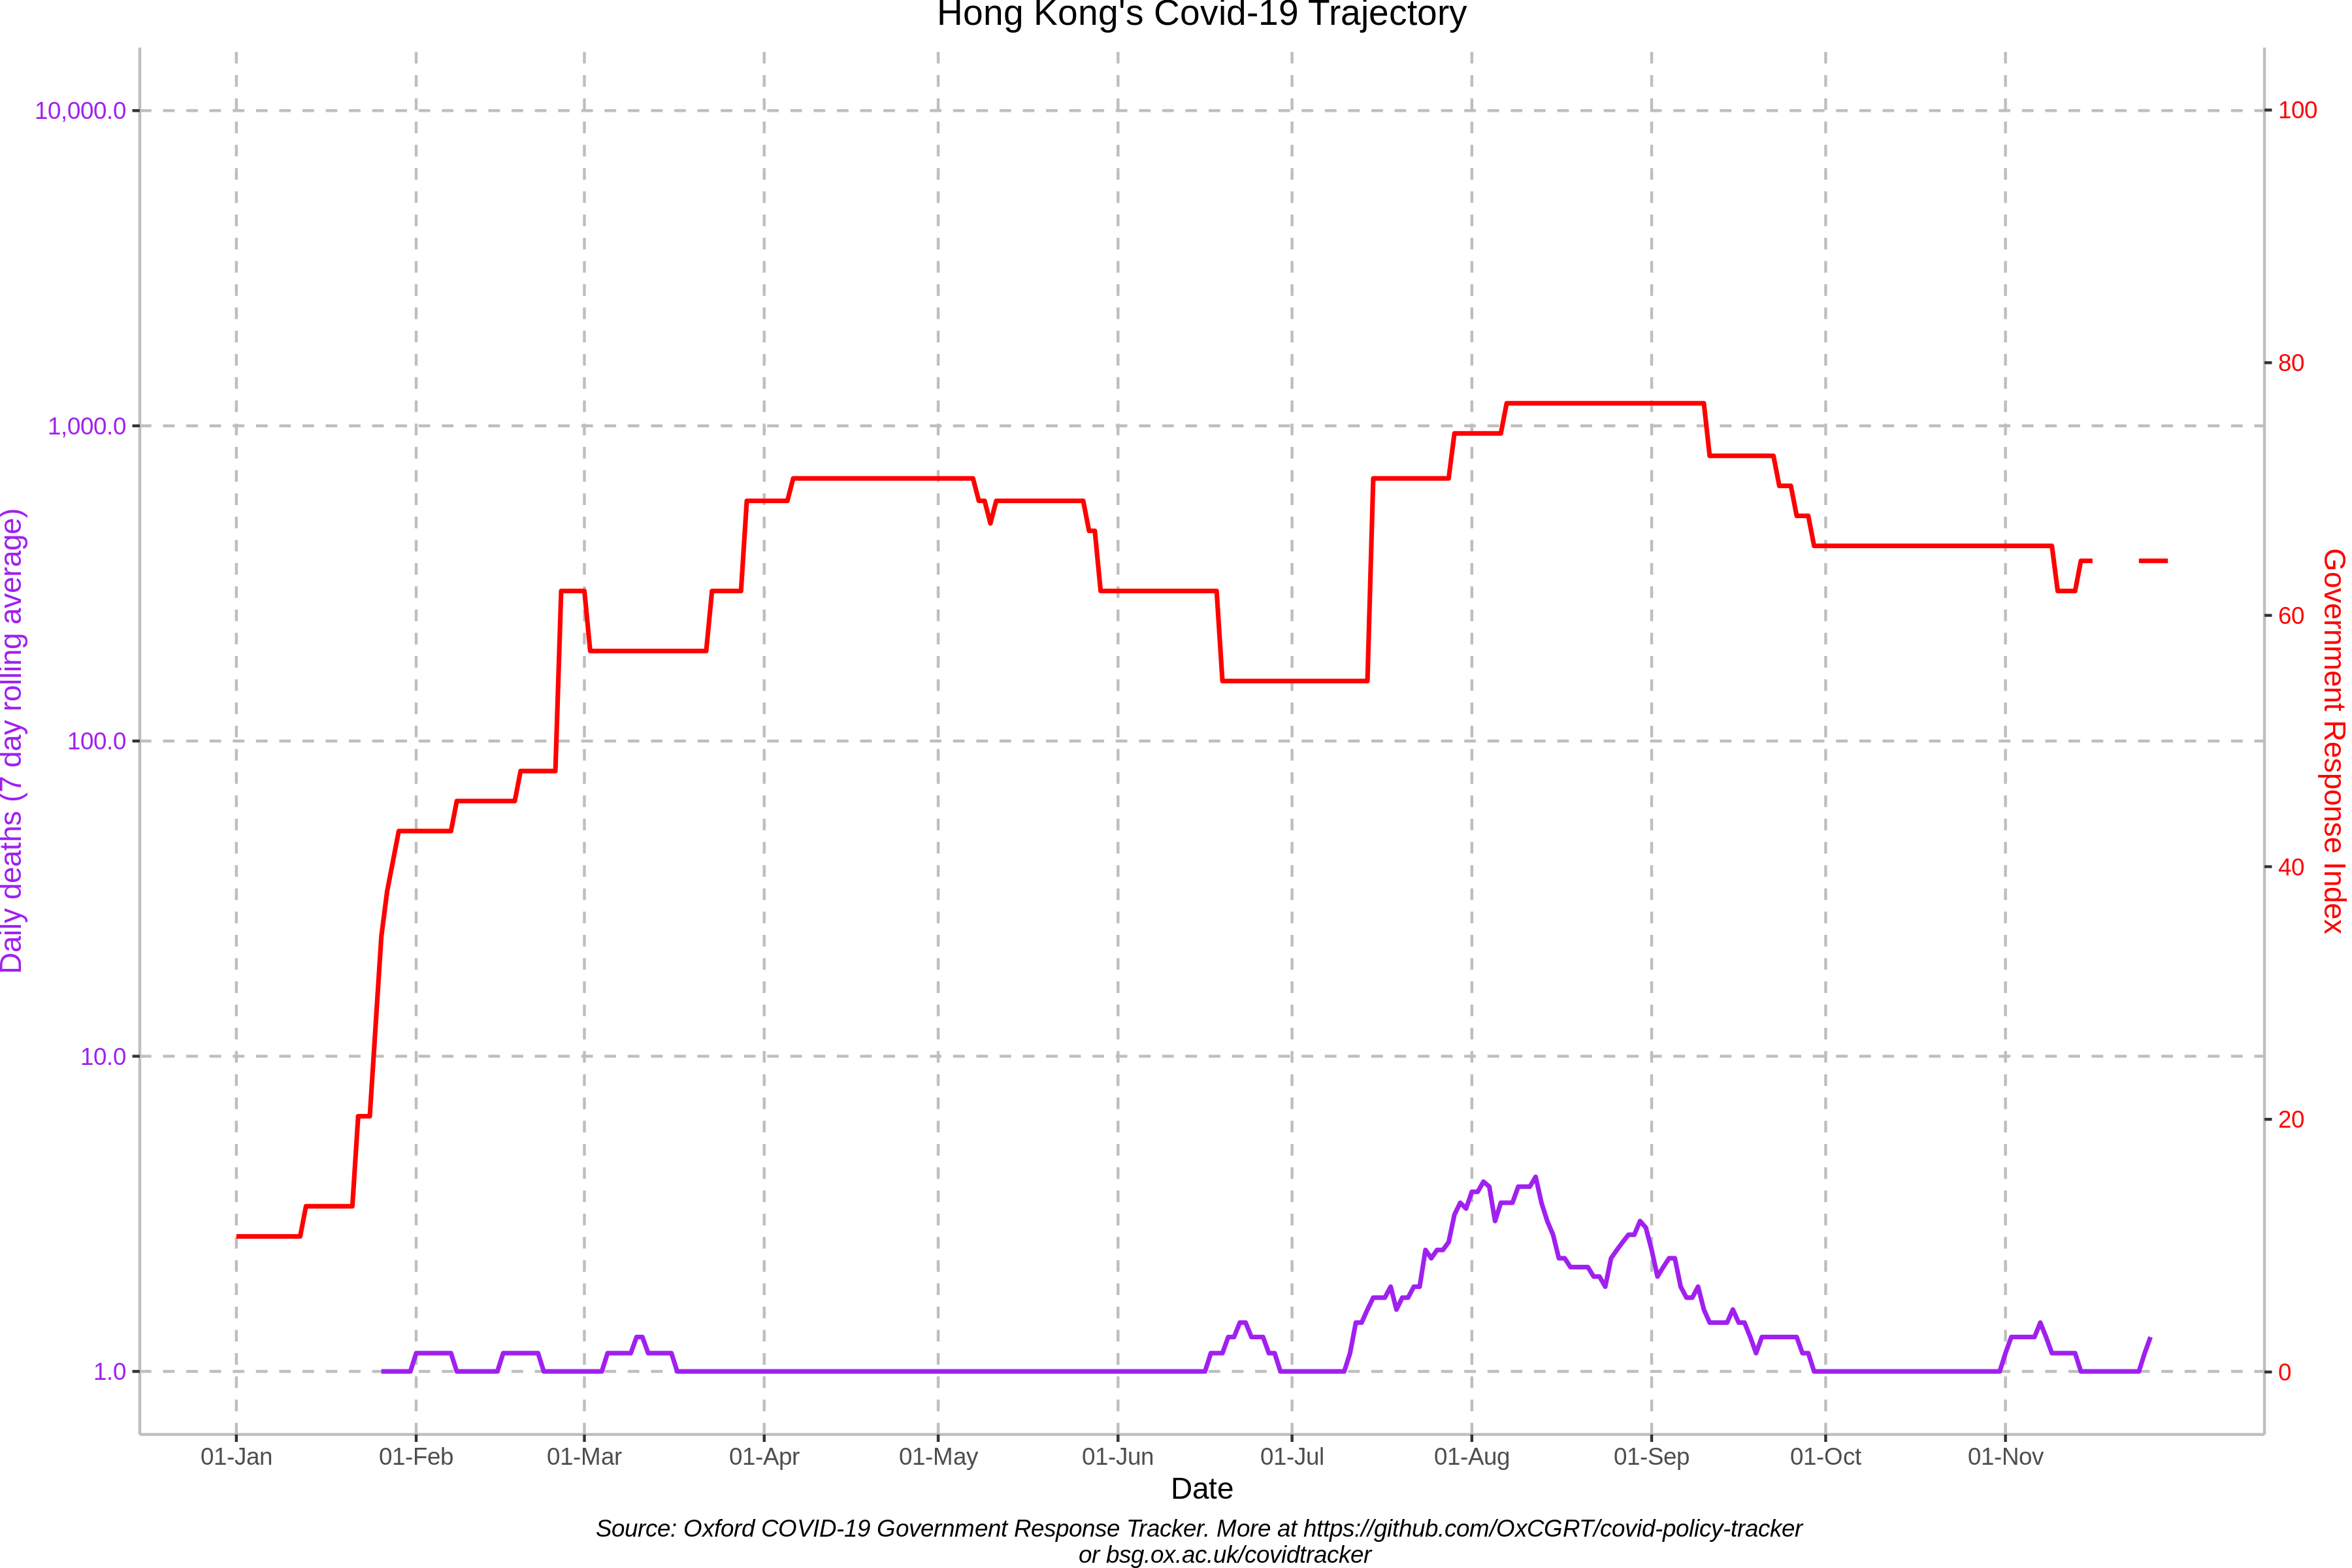 Hong Kong's Covid-19 Trajectory
10,000.0
1,000.0
100.0
10.0
1.0
Daily deaths (7 day rolling average)
100
80
60
40
20
0
Government Response Index
01-Jan
01-Feb
01-Mar
01-Apr
01-May
01-Jun
01-Jul
01-Aug
01-Sep
01-Oct
01-Nov
Date
Source: Oxford COVID-19 Government Response Tracker. More at https://github.com/OxCGRT/covid-policy-tracker
or bsg.ox.ac.uk/covidtracker